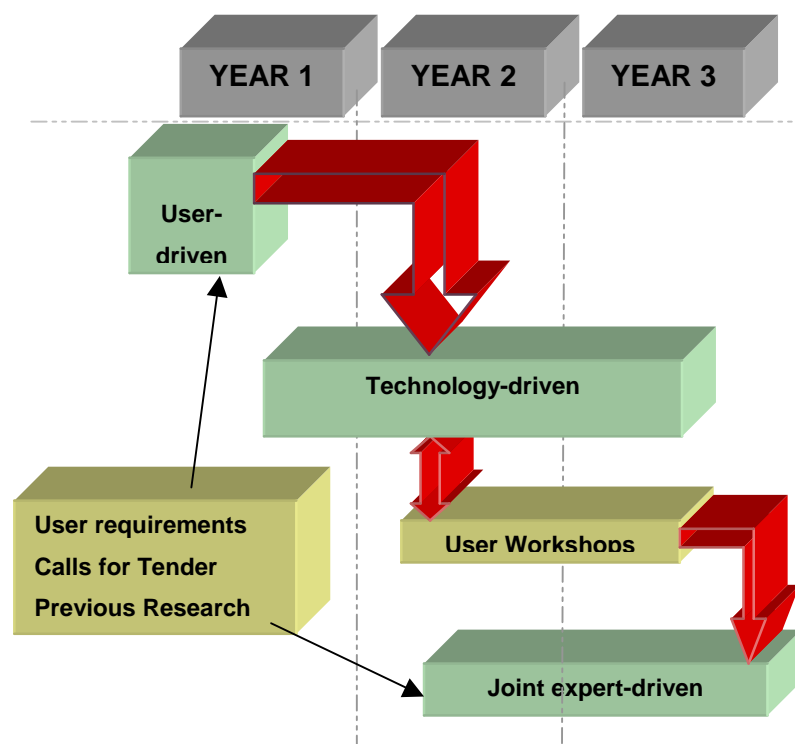 YEAR 1
YEAR 2
YEAR 3
User-
driven
Technology-driven
User requirements
Calls for Tender
Previous Research
User Workshops
Joint expert-driven